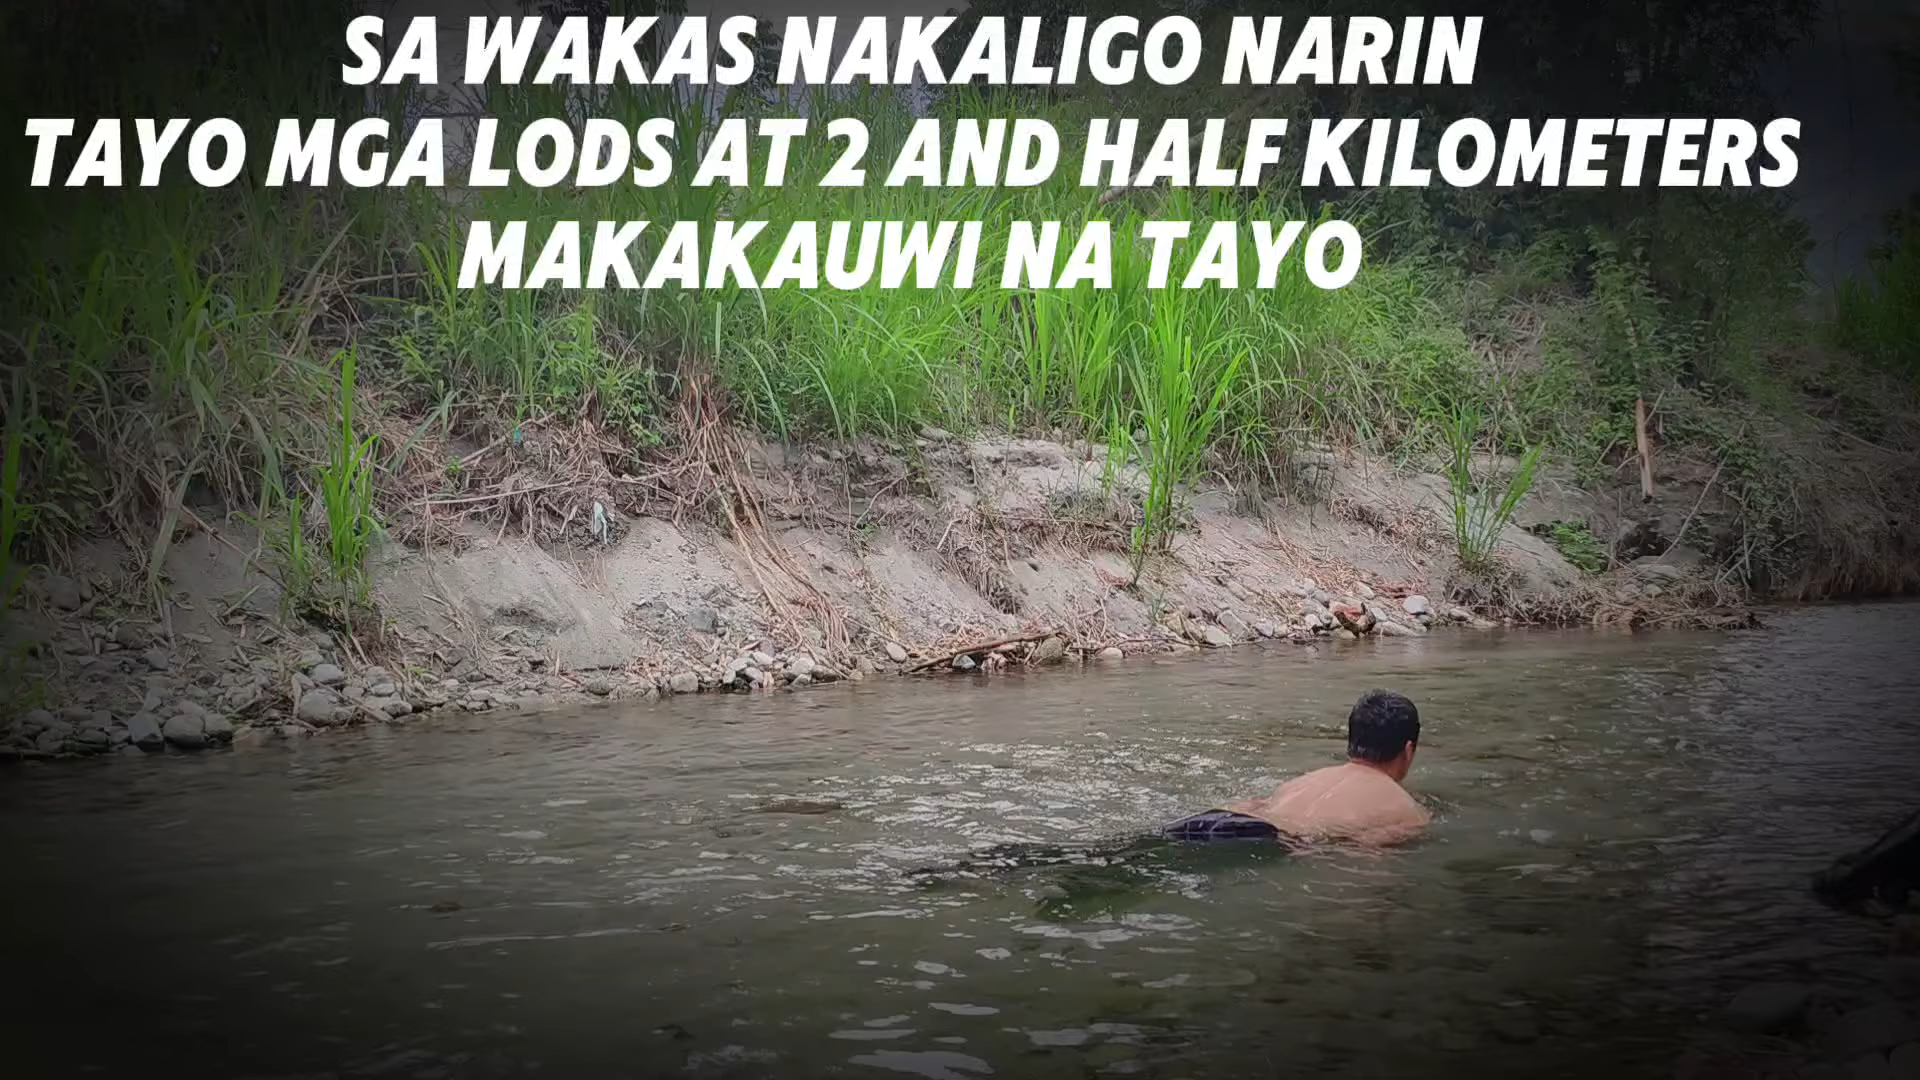 SA WAKAS NAKALIGO NARIN
TAYO MGA LODS AT 2 AND HALF KILOMETERS
MAKAKAUWI NA TAYO